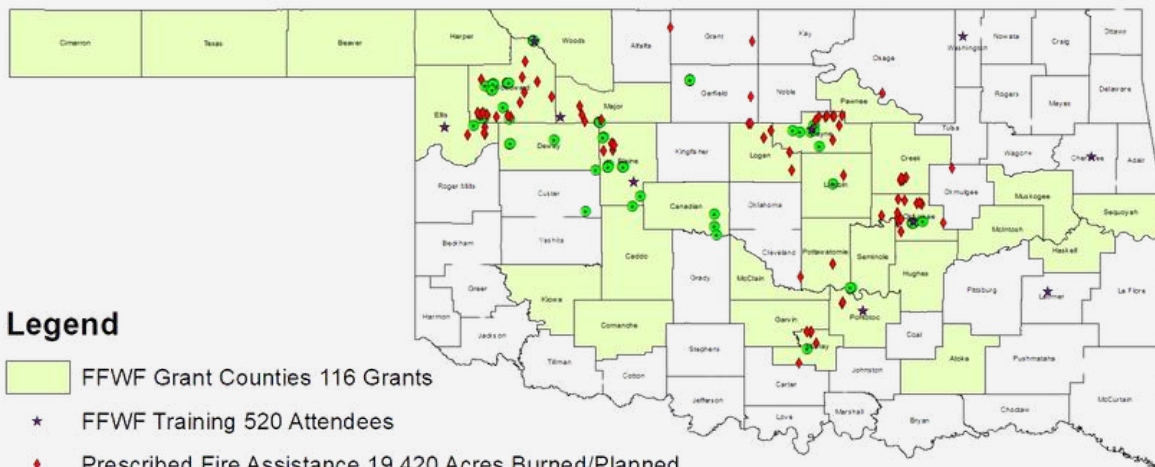 Cimarron
Texas
Beaver
Harper
Woods
Alfalfa
Grant
Kay
Osage
Washington
Nowata
Craig
Ottawa
Ellis
Major
Garfield
Noble
Pawnee
Rogers
Mayes
Delaware
Roger Mills
Dewey
Blaine
Kingfisher
Logan
Payne
Creek
Tulsa
Wagoner
Cherokee
Adair
Custer
Canadian
Oklahoma
Lincoln
Okfuskee
Okmulgee
Muskogee
Sequoyah
Beckham
Washita
Caddo
Grady
Cleveland
McClain
Pottawatomie
Seminole
Hughes
McIntosh
Haskell
Greer
Kiowa
Harmon
Jackson
Comanche
Garvin
Pontotoc
Pittsburg
Latimer
Le Flore
Tillman
Cotton
Stephens
Murray
Carter
Johnston
Coal
Atoka
Pushmataha
McCurtain
Jefferson
Love
Marshall
Bryan
Choctaw
Legend
FFWF Grant Counties 116 Grants
FFWF Training 520 Attendees
Prescribed Fire Assistance 19,420 Acres Burned/Planned